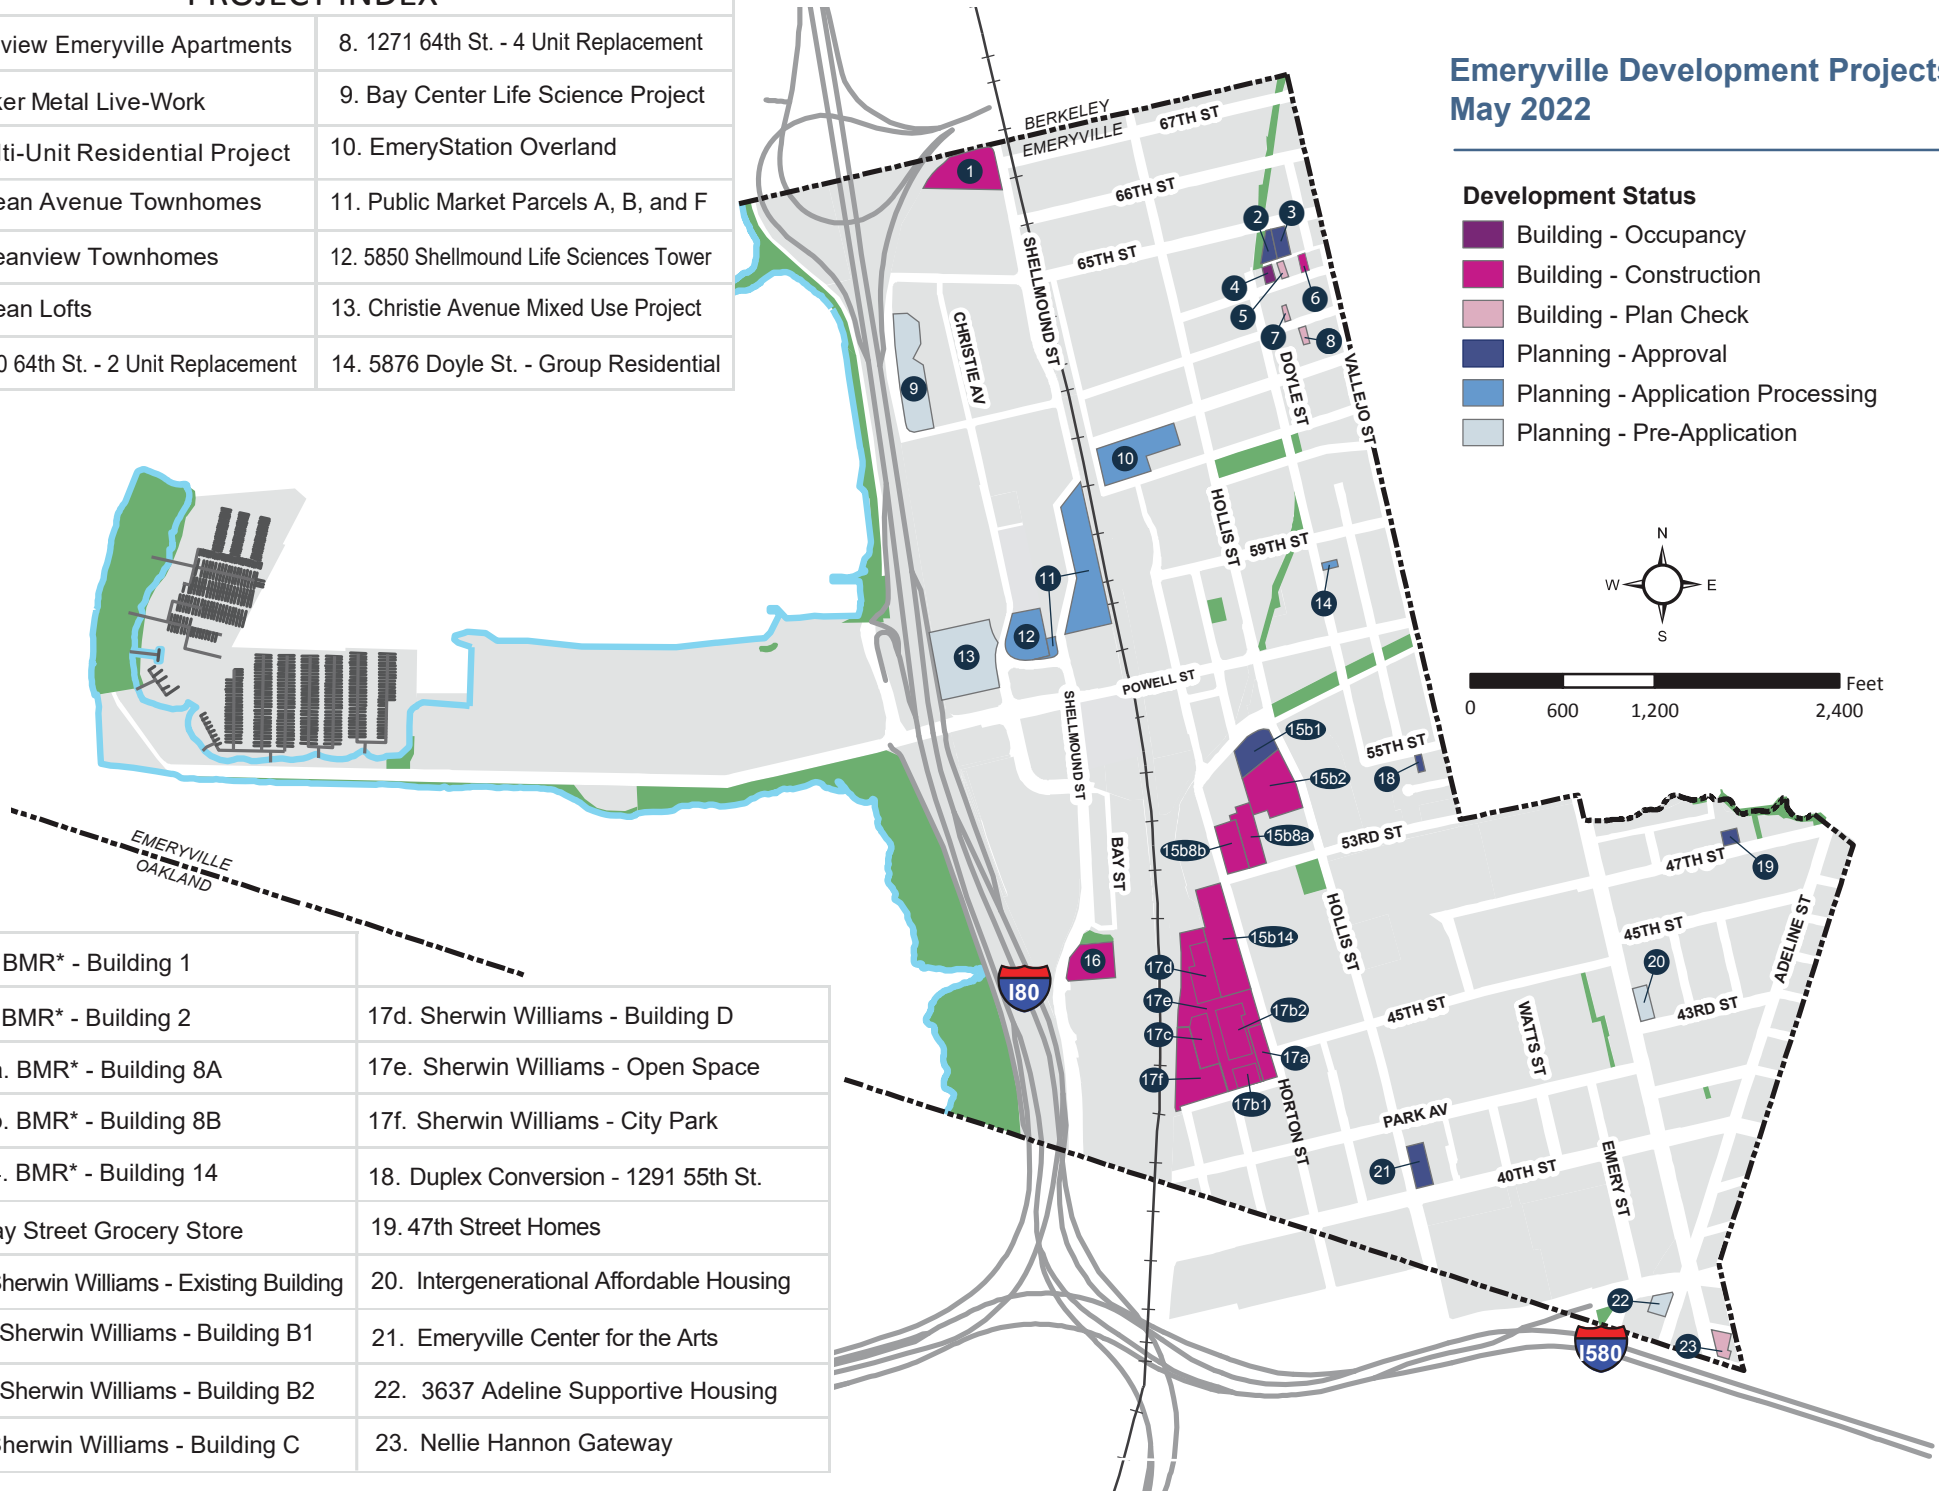 PROJECT INDEX
view Emeryville Apartments
8. 1271 64th St. - 4 Unit Replacement
ker Metal Live-Work
9. Bay Center Life Science Project
lti-Unit Residential Project
10. EmeryStation Overland
ean Avenue Townhomes
11. Public Market Parcels A, B, and F
eanview Townhomes
12. 5850 Shellmound Life Sciences Tower
ean Lofts
13. Christie Avenue Mixed Use Project
0 64th St. - 2 Unit Replacement
14. 5876 Doyle St. - Group Residential
Emeryville Development Projects
May 2022
Development Status
Building - Occupancy
Building - Construction
Building - Plan Check
Planning - Approval
Planning - Application Processing
Planning - Pre-Application
N
W
E
S
Feet
0
600
1,200
2,400
BERKELEY
EMERYVILLE
67TH ST
66TH ST
65TH ST
SHELLMOUND ST
CHRISTIE AV
DOYLE ST
VALLEJO ST
HOLLIS ST
59TH ST
POWELL ST
SHELLMOUND ST
BAY ST
55TH ST
53RD ST
HOLLIS ST
47TH ST
45TH ST
ADELINE ST
43RD ST
45TH ST
WATTS ST
HORTON ST
PARK AV
40TH ST
EMERY ST
EMERYVILLE
OAKLAND
I80
I580
1
2
3
4
5
6
7
8
9
10
11
12
13
14
15b1
15b2
15b8a
15b8b
15b14
16
17d
17e
17c
17f
17b2
17a
17b1
18
19
20
21
22
23
BMR* - Building 1
BMR* - Building 2
17d. Sherwin Williams - Building D
. BMR* - Building 8A
17e. Sherwin Williams - Open Space
. BMR* - Building 8B
17f. Sherwin Williams - City Park
. BMR* - Building 14
18. Duplex Conversion - 1291 55th St.
ay Street Grocery Store
19. 47th Street Homes
Sherwin Williams - Existing Building
20. Intergenerational Affordable Housing
Sherwin Williams - Building B1
21. Emeryville Center for the Arts
Sherwin Williams - Building B2
22. 3637 Adeline Supportive Housing
Sherwin Williams - Building C
23. Nellie Hannon Gateway